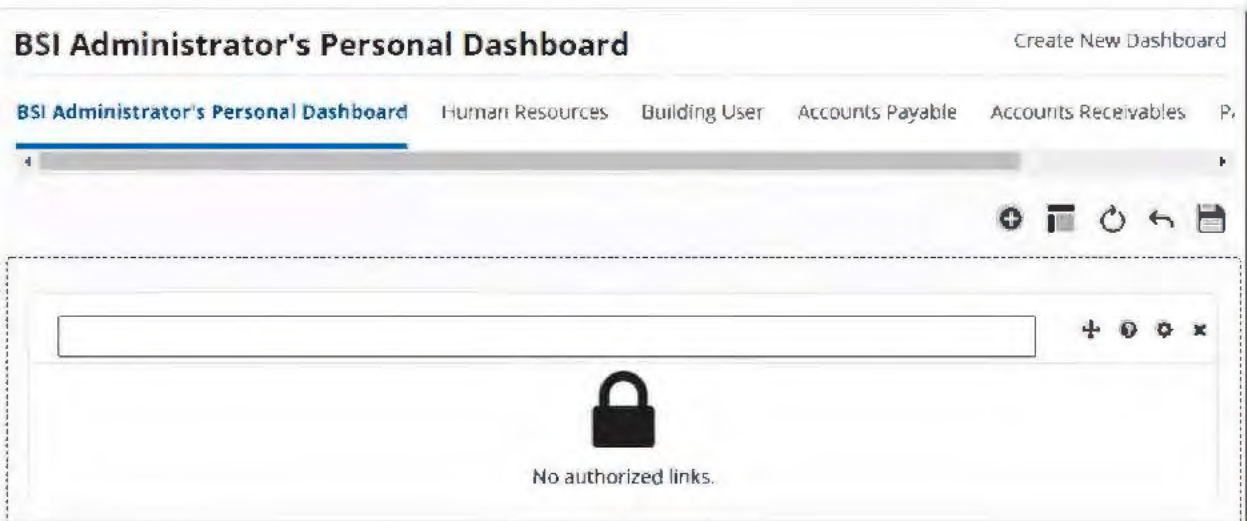 BSI Administrator's Personal Dashboard
Create New Dashboard
BSI Administrator's Personal Dashboard Human Resources Building User Accounts Payable Accounts Receivables
No authorized links.